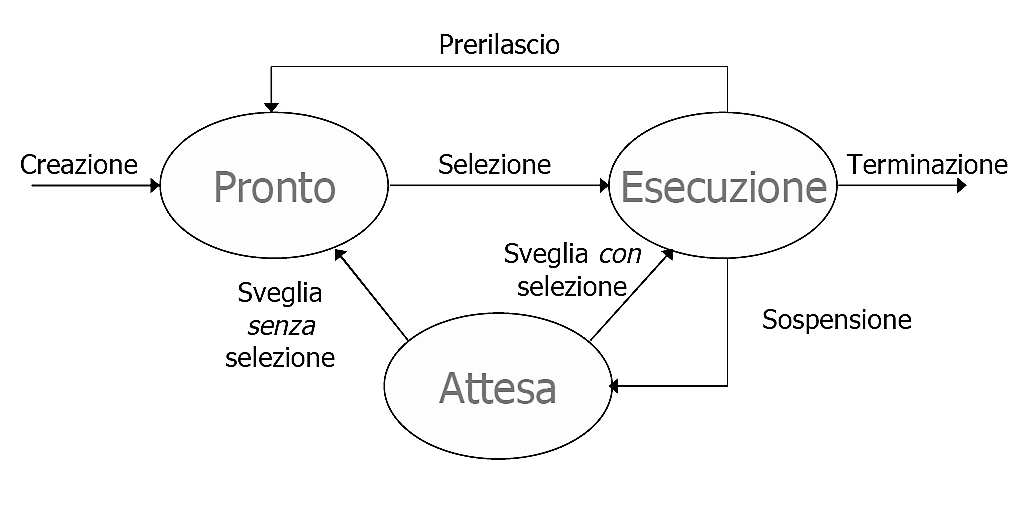 Prerilascio
Creazione
Pronto
Selezione
Esecuzione
Terminazione
Sveglia con
selezione
Sveglia
senza
selezione
Sospensione
Attesa